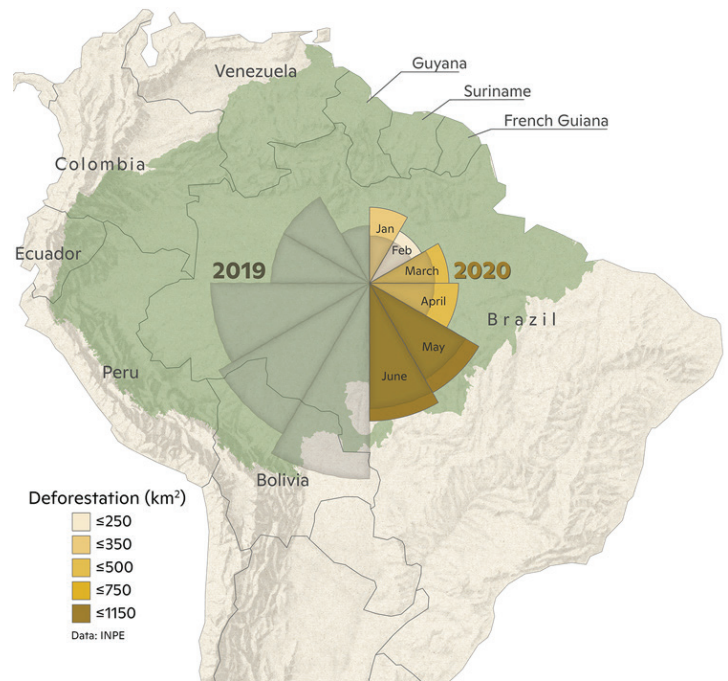 Venezuela
Guyana
Suriname
French Guiana
Colombia
Ecuador
2019
Jan
Feb
March
2020
April
Brazil
May
Peru
June
Bolivia
Deforestation (km²)
≤250
≤350
≤500
≤750
≤1150
Data: INPE